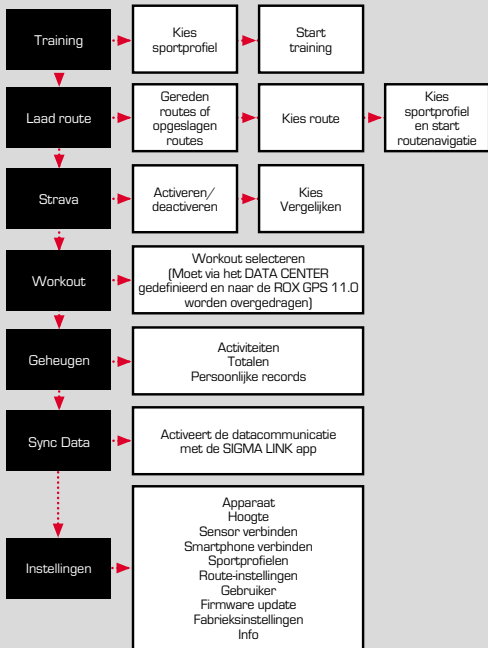 Training
Kies
sportprofiel
Start
training
Laad route
Gereden
routes of
opgeslagen
routes
Kies route
Kies
sportprofiel
en start
routenavigatie
Strava
Activeren/
deactiveren
Kies
Vergelijken
Workout
Workout selecteren
(Moet via het DATA CENTER
gedefinieerd en naar de ROX GPS 11.0
worden overgedragen)
Geheugen
Activiteiten
Totalen
Persoonlijke records
Sync Data
Activeert de datacommunicatie
met de SIGMA LINK app
Instellingen
Apparaat
Hoogte
Sensor verbinden
Smartphone verbinden
Sportprofielen
Route-instellingen
Gebruiker
Firmware update
Fabrieksinstellingen
Info